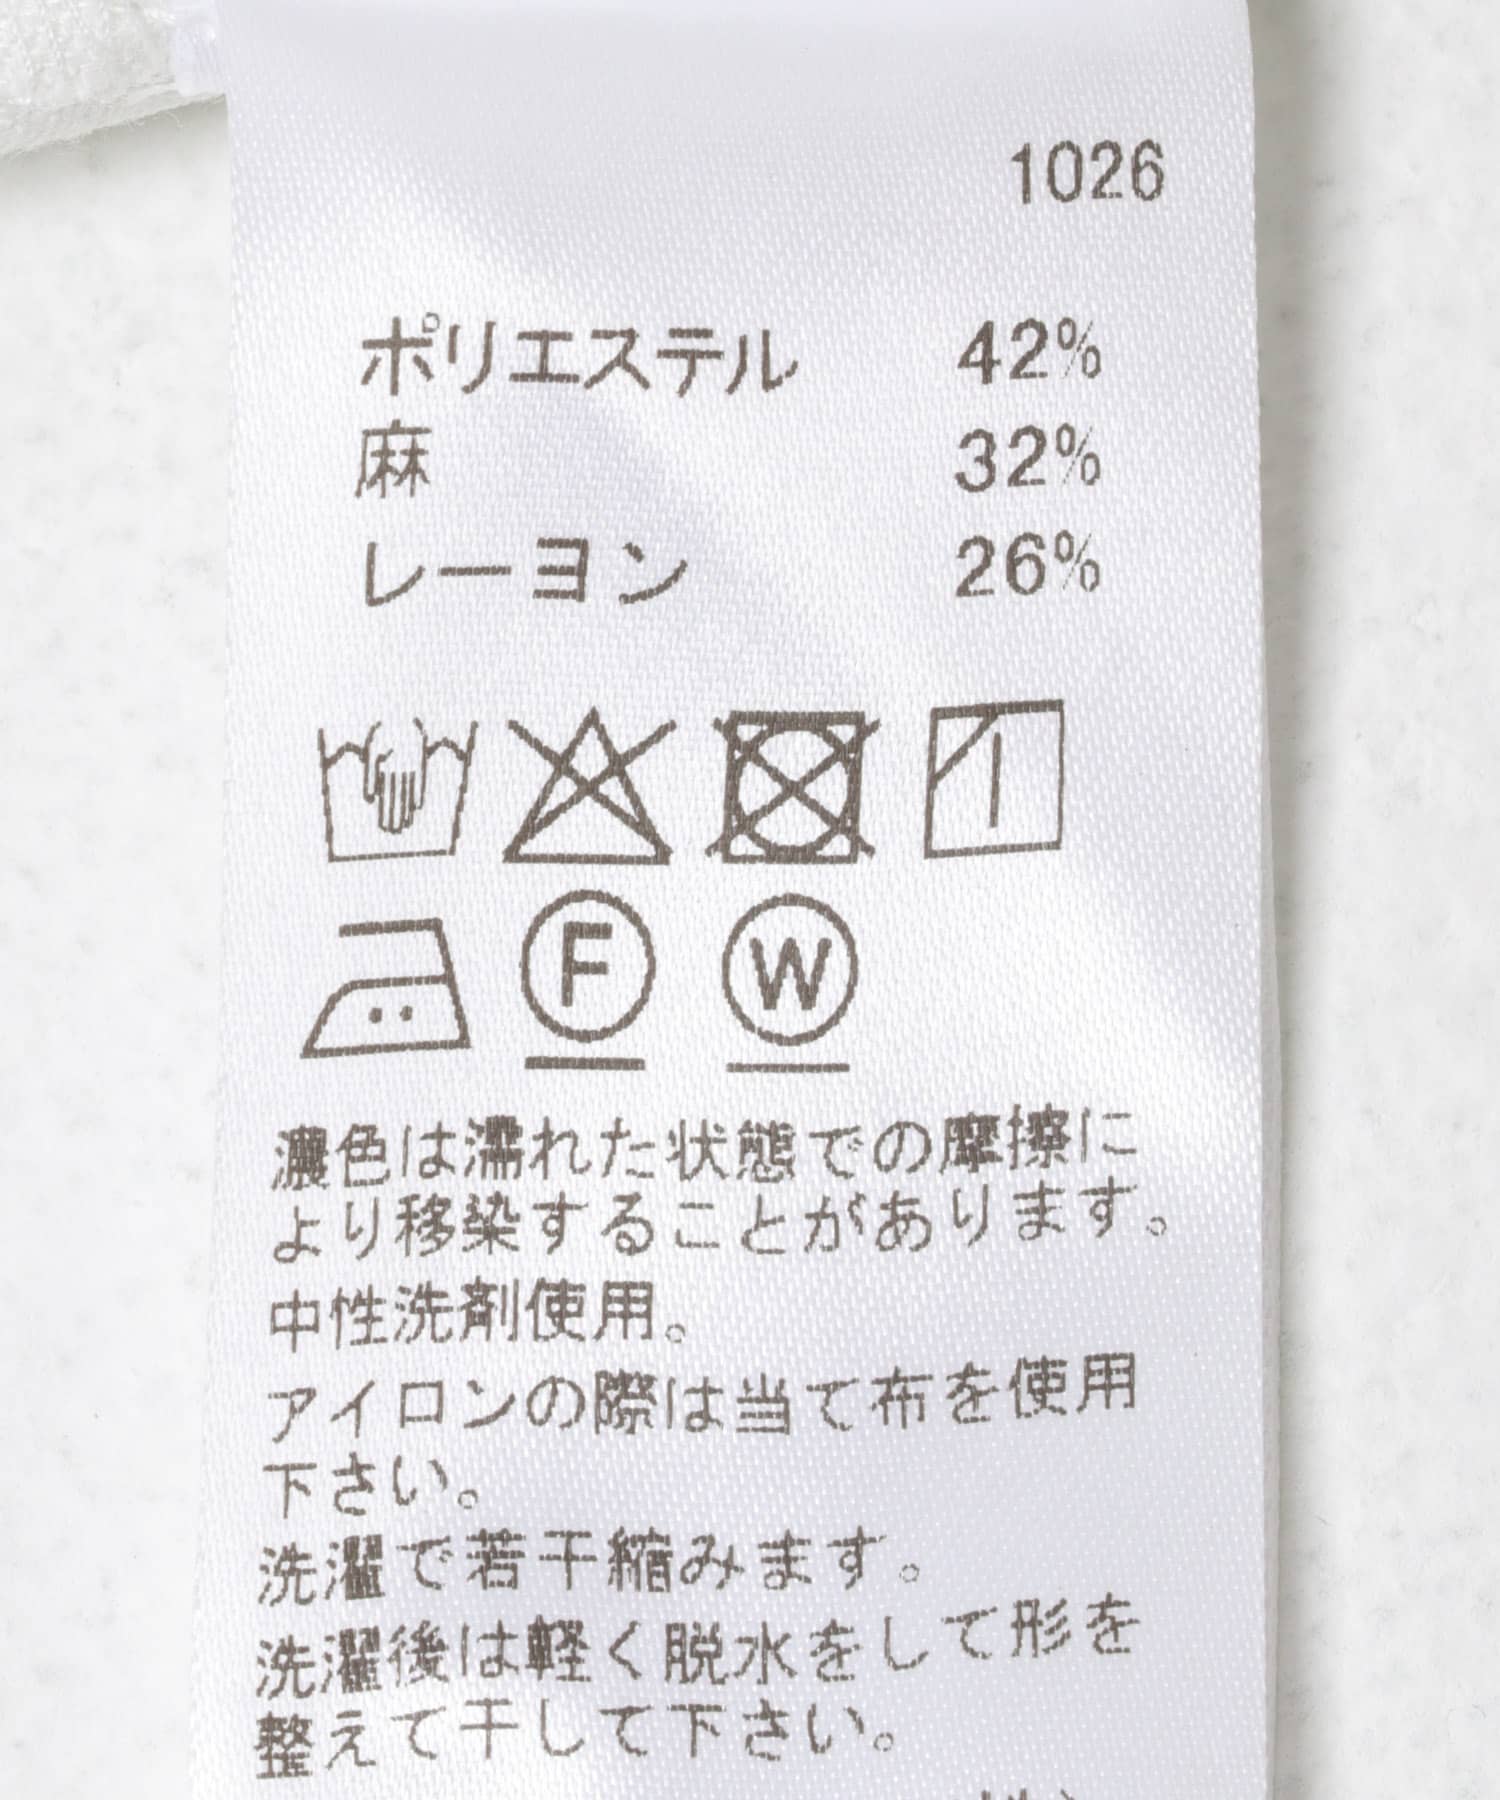 1026
ポリエステル 42%
麻 32%
レーヨン 26%
F W
濃色は濡れた状態での摩擦に
より移染することがあります。
中性洗剤使用。
アイロンの際は当て布を使用
下さい。
洗濯で若干縮みます。
洗濯後は軽く脱水をして形を
整えて干して下さい。